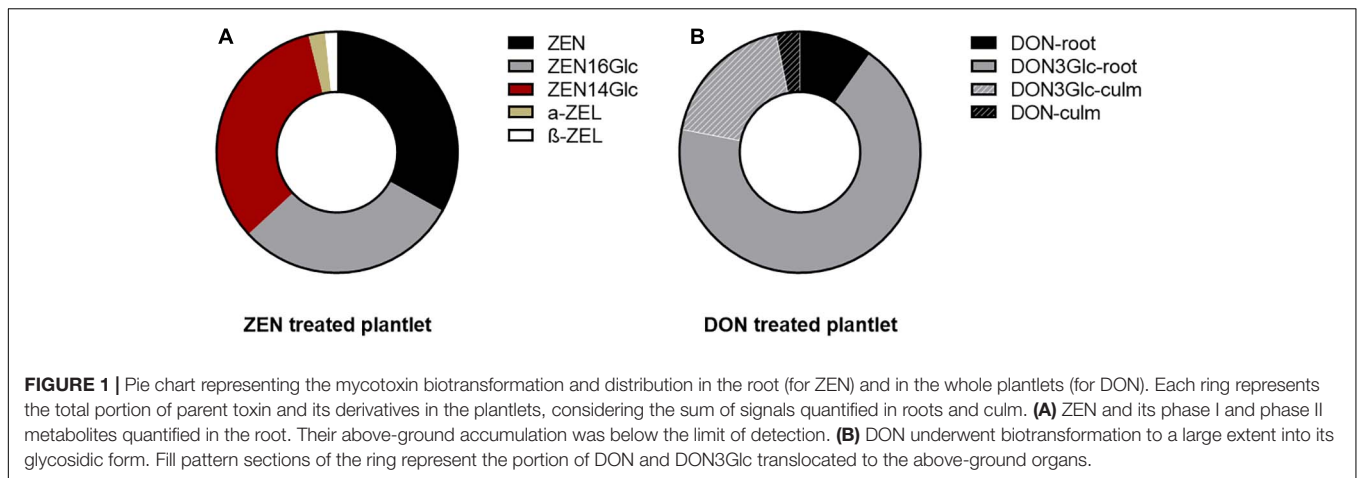 A
ZEN
ZEN16Glc
ZEN14Glc
a-ZEL
ß-ZEL
ZEN treated plantlet
B
DON-root
DON3Glc-root
DON3Glc-culm
DON-culm
DON treated plantlet
FIGURE 1 | Pie chart representing the mycotoxin biotransformation and distribution in the root (for ZEN) and in the whole plantlets (for DON). Each ring represents
the total portion of parent toxin and its derivatives in the plantlets, considering the sum of signals quantified in roots and culm. (A) ZEN and its phase I and phase II
metabolites quantified in the root. Their above-ground accumulation was below the limit of detection. (B) DON underwent biotransformation to a large extent into its
glycosidic form. Fill pattern sections of the ring represent the portion of DON and DON3Glc translocated to the above-ground organs.